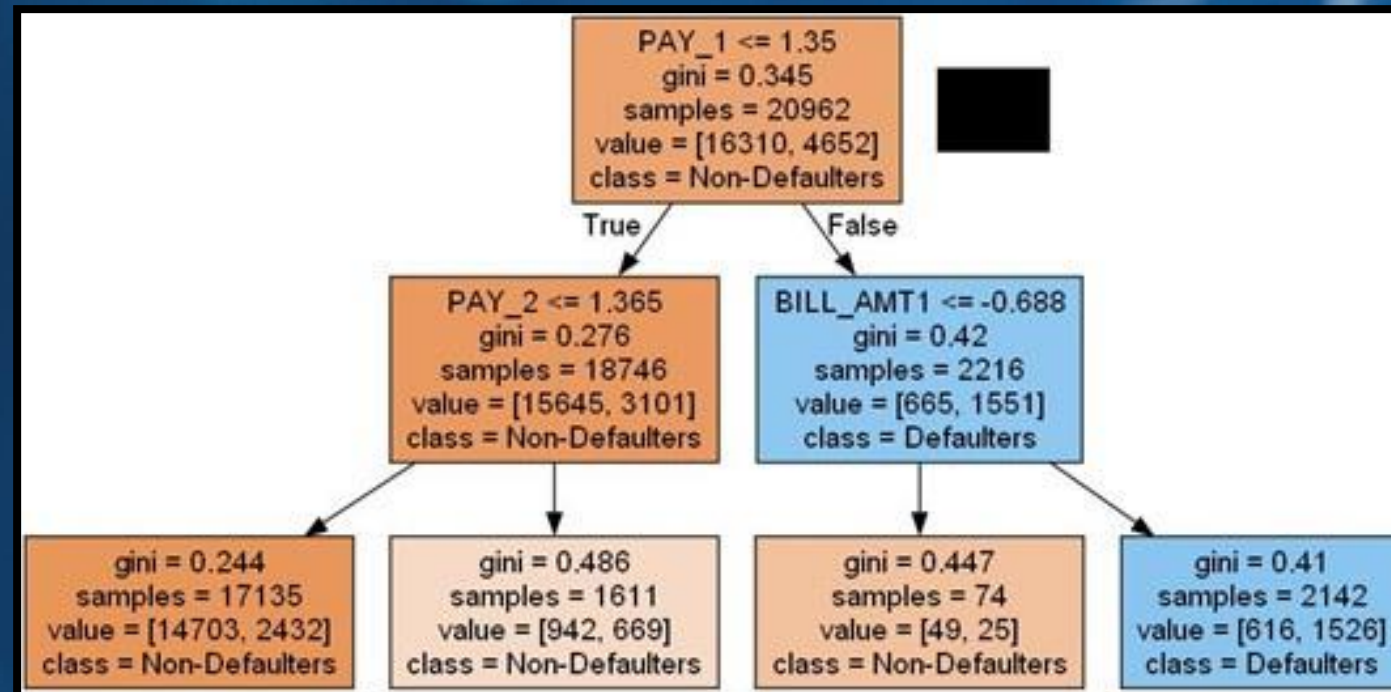 PAY_1 <= 1.35
gini = 0.345
samples = 20962
value = [16310, 4652]
class = Non-Defaulters
True
False
PAY_2 <= 1.365
gini = 0.276
samples = 18746
value = [15645, 3101]
class = Non-Defaulters
BILL_AMT1 <= -0.688
gini = 0.42
samples = 2216
value = [665, 1551]
class = Defaulters
gini = 0.244
samples = 17135
value = [14703, 2432]
class = Non-Defaulters
gini = 0.486
samples = 1611
value = [942, 669]
class = Non-Defaulters
gini = 0.447
samples = 74
value = [49, 25]
class = Non-Defaulters
gini = 0.41
samples = 2142
value = [616, 1526]
class = Defaulters